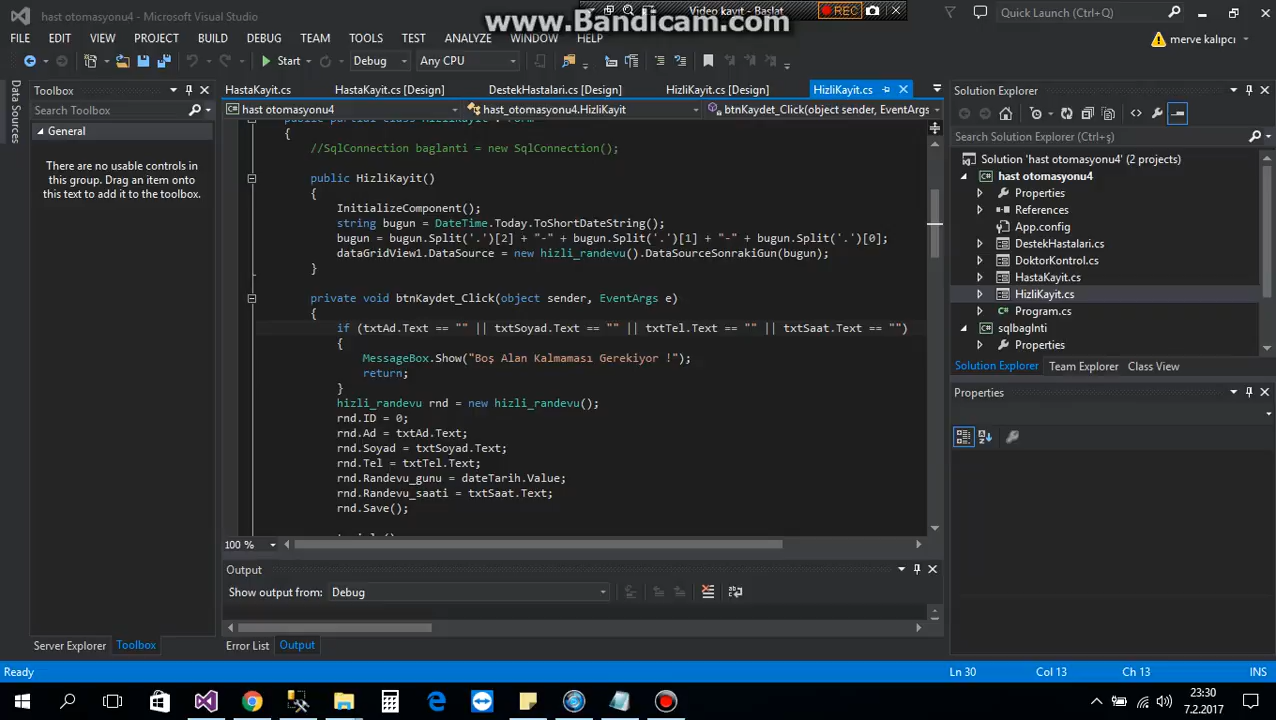 www.Bandicam.com
hast otomasyonu4 - Microsoft Visual Studio
Video kayıt - Başlat
REC
Quick Launch (Ctrl+Q)
FILE EDIT VIEW PROJECT BUILD DEBUG TEAM TOOLS TEST ANALYZE WINDOW HELP
merve kalıpcı
Start Debug Any CPU
Data Sources
Toolbox
Search Toolbox
General
There are no usable controls in
this group. Drag an item onto
this text to add it to the toolbox.
Server Explorer Toolbox
HastaKayit.cs HastaKayit.cs [Design] DestekHastalari.cs [Design] HizliKayit.cs [Design] HizliKayit.cs
hast otomasyonu4 hast_otomasyonu4.HizliKayit btnKaydet_Click(object sender, EventArgs
{
//SqlConnection baglanti = new SqlConnection();
public HizliKayit()
{
InitializeComponent();
string bugun = DateTime.Today.ToShortDateString();
bugun = bugun.Split('.')[2] + "-" + bugun.Split('.')[1] + "-" + bugun.Split('.')[0];
dataGridView1.DataSource = new hizli_randevu().DataSourceSonrakiGun(bugun);
}
private void btnKaydet_Click(object sender, EventArgs e)
{
if (txtAd.Text == "" || txtSoyad.Text == "" || txtTel.Text == "" || txtSaat.Text == "")
{
MessageBox.Show("Boş Alan Kalmaması Gerekiyor !");
return;
}
hizli_randevu rnd = new hizli_randevu();
rnd.ID = 0;
rnd.Ad = txtAd.Text;
rnd.Soyad = txtSoyad.Text;
rnd.Tel = txtTel.Text;
rnd.Randevu_gunu = dateTarih.Value;
rnd.Randevu_saati = txtSaat.Text;
rnd.Save();
100 %
Output
Show output from: Debug
Error List Output
Solution Explorer
Search Solution Explorer (Ctrl+ş)
Solution 'hast otomasyonu4' (2 projects)
hast otomasyonu4
Properties
References
App.config
DestekHastalari.cs
DoktorKontrol.cs
HastaKayit.cs
HizliKayit.cs
Program.cs
sqlbaglnti
Properties
Solution Explorer Team Explorer Class View
Properties
Ready Ln 30 Col 13 Ch 13 INS
23:30
7.2.2017